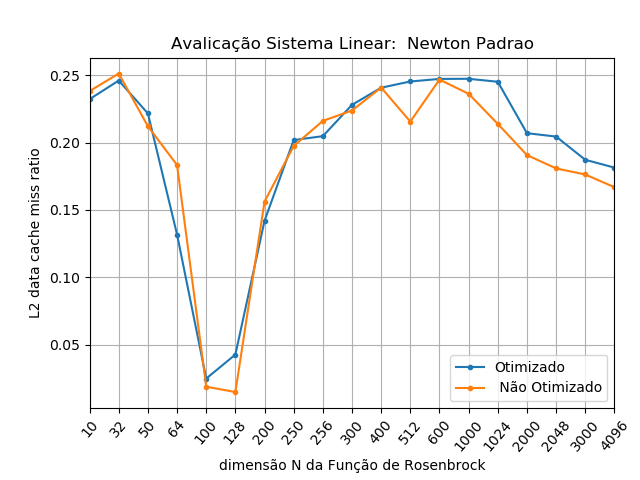 Avalicação Sistema Linear:  Newton Padrao
L2 data cache miss ratio
0.25
0.20
0.15
0.10
0.05
Otimizado
Não Otimizado
10 32 50 64 100 128 200 250 256 300 400 512 600 1000 1024 2000 2048 3000 4096
dimensão N da Função de Rosenbrock